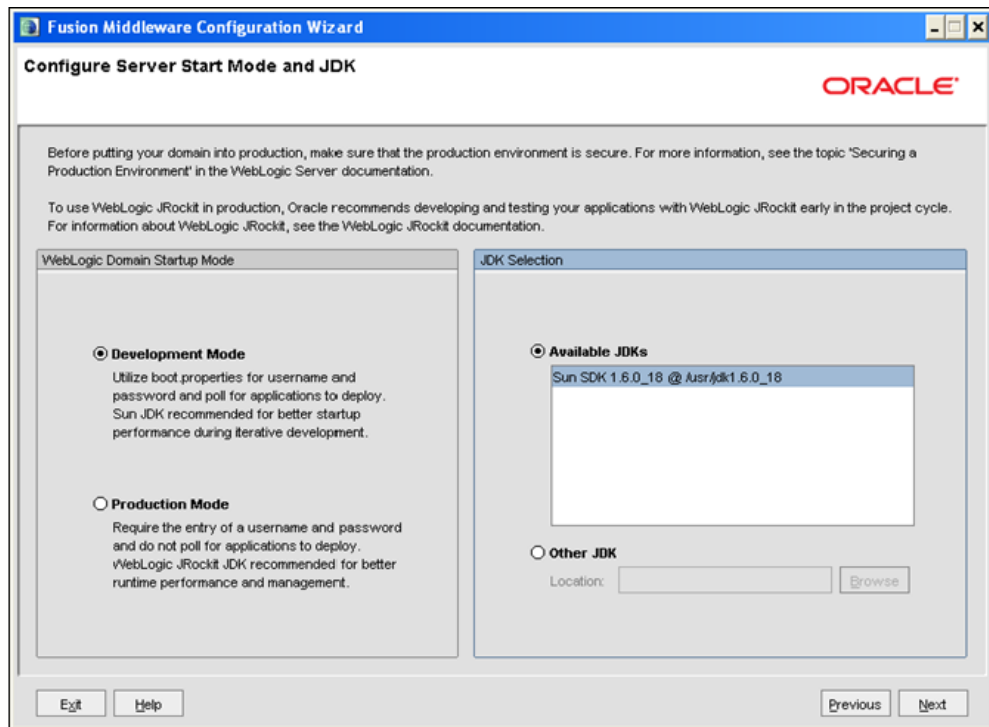 Fusion Middleware Configuration Wizard
Configure Server Start Mode and JDK
ORACLE
Before putting your domain into production, make sure that the production environment is secure. For more information, see the topic 'Securing a
Production Environment' in the WebLogic Server documentation.
To use WebLogic JRockit in production, Oracle recommends developing and testing your applications with WebLogic JRockit early in the project cycle.
For information about WebLogic JRockit, see the WebLogic JRockit documentation.
WebLogic Domain Startup Mode
Development Mode
Utilize boot.properties for username and
password and poll for applications to deploy.
Sun JDK recommended for better startup
performance during iterative development.
Production Mode
Require the entry of a username and password
and do not poll for applications to deploy.
WebLogic JRockit JDK recommended for better
runtime performance and management.
JDK Selection
Available JDKs
Sun SDK 1.6.0_18 @ /usr/jdk1.6.0_18
Other JDK
Location:
Browse
Exit
Help
Previous
Next